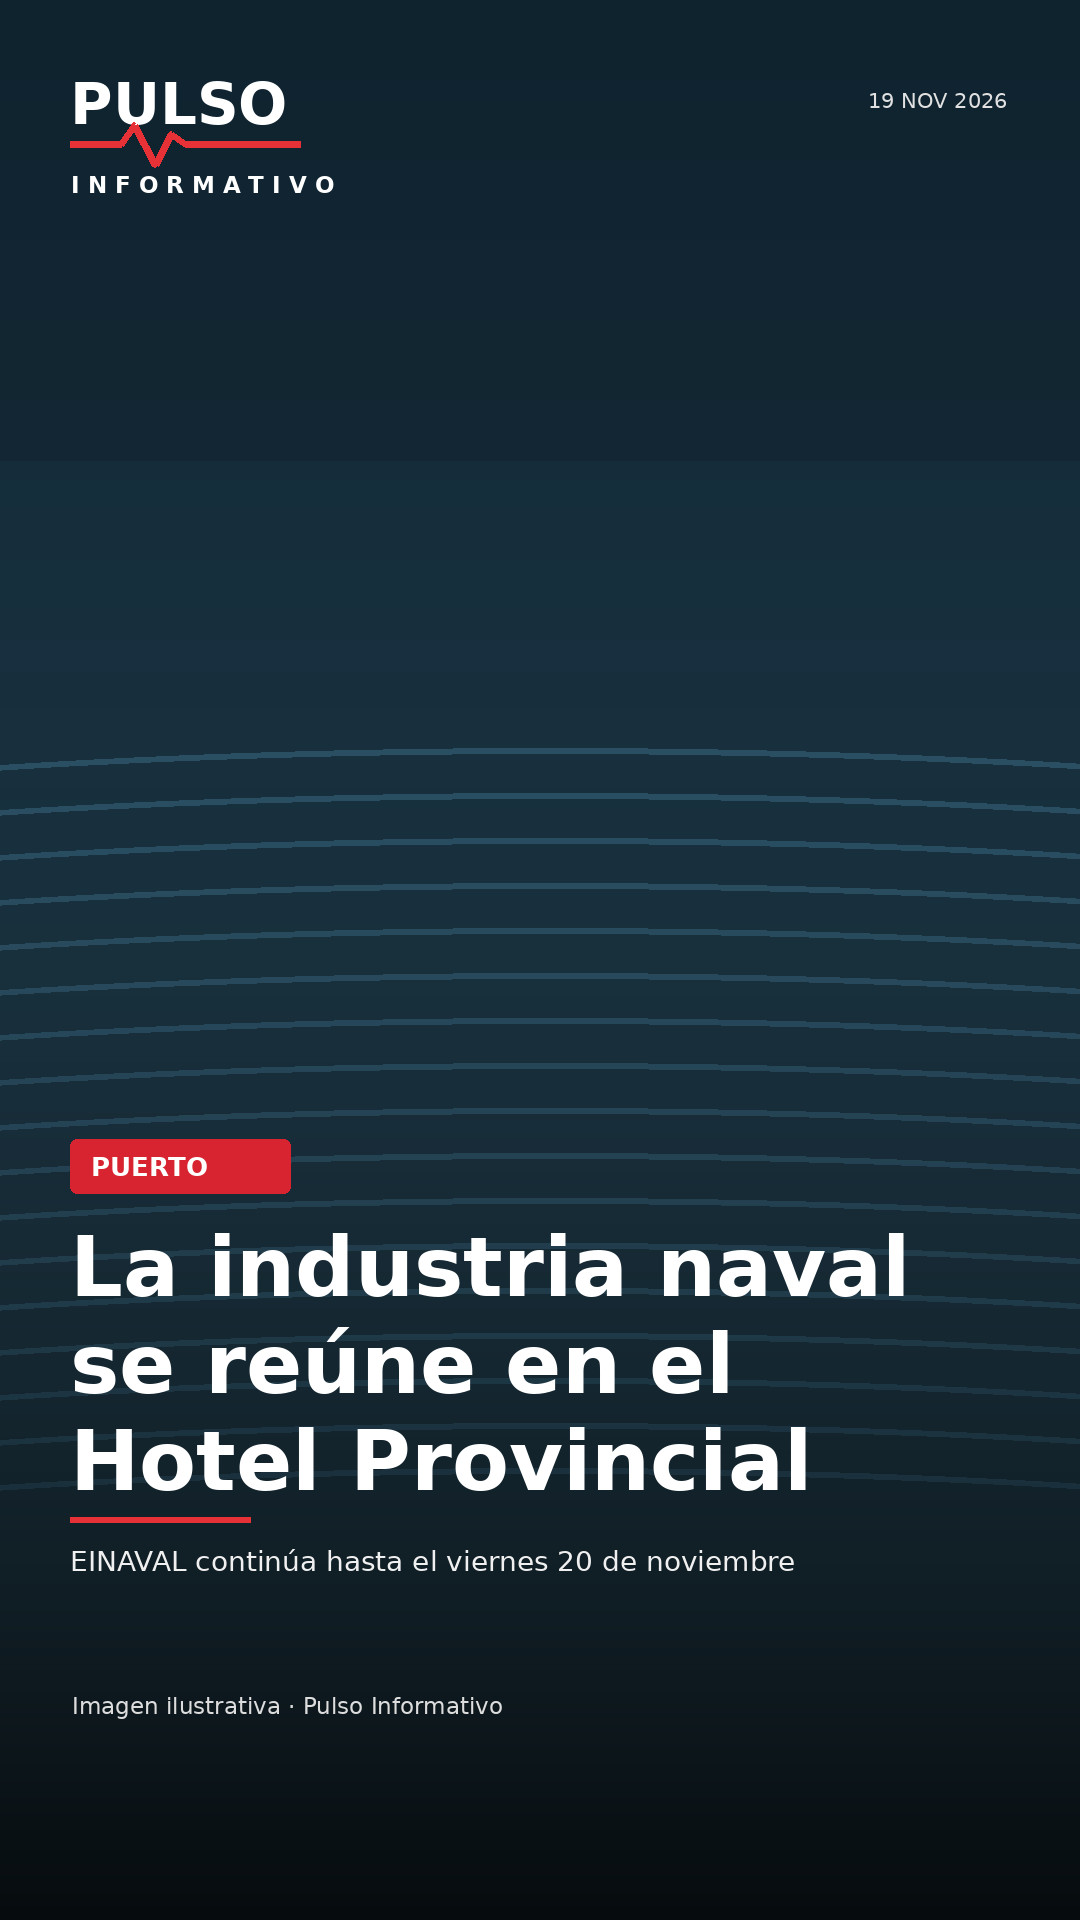 PULSO
INFORMATIVO
19 NOV 2026
PUERTO
La industria naval
se reúne en el
Hotel Provincial
EINAVAL continúa hasta el viernes 20 de noviembre
Imagen ilustrativa · Pulso Informativo